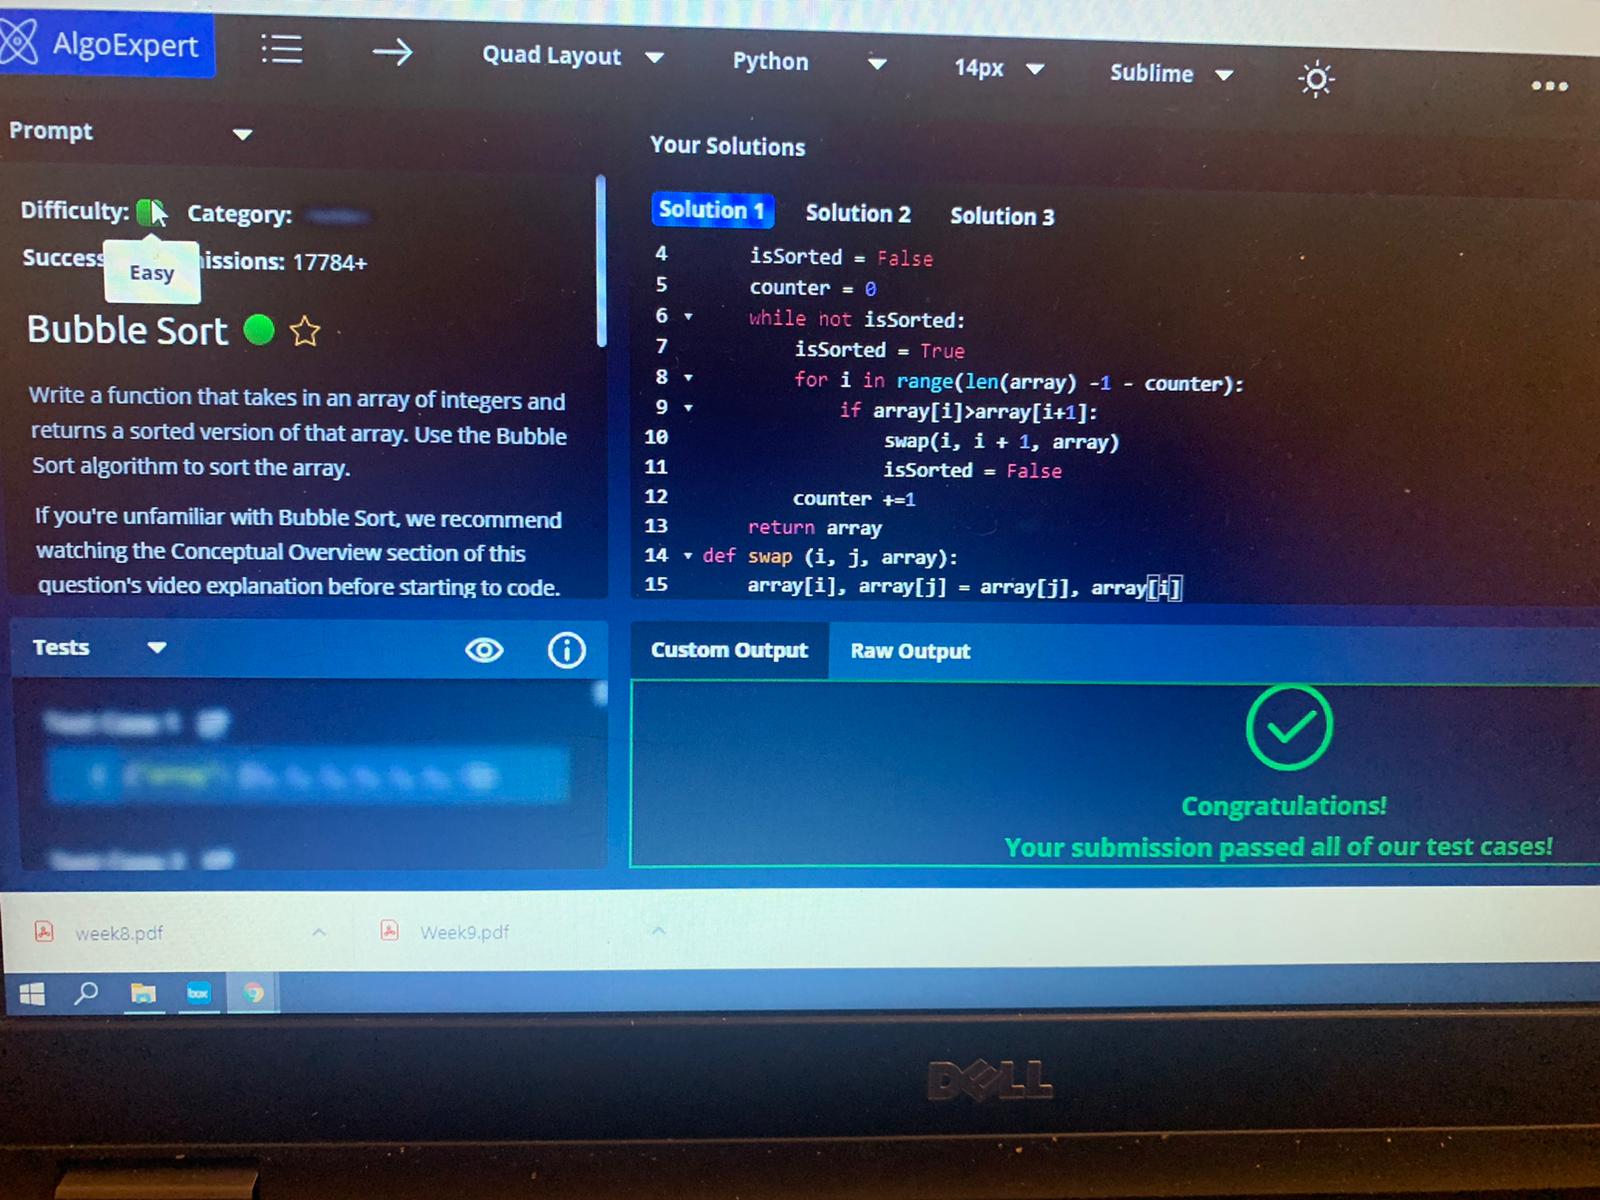 AlgoExpert
Quad Layout
Python
14px
Sublime
Prompt
Your Solutions
Difficulty:
Category:
Easy
Success
issions: 17784+
Bubble Sort
Write a function that takes in an array of integers and
returns a sorted version of that array. Use the Bubble
Sort algorithm to sort the array.
If you're unfamiliar with Bubble Sort, we recommend
watching the Conceptual Overview section of this
question's video explanation before starting to code.
Solution 1
Solution 2
Solution 3
4 isSorted = False
5 counter = 0
6 while not isSorted:
7 isSorted = True
8 for i in range(len(array) -1 - counter):
9 if array[i]>array[i+1]:
10 swap(i, i + 1, array)
11 isSorted = False
12 counter +=1
13 return array
14 def swap (i, j, array):
15 array[i], array[j] = array[j], array[i]
Tests
Custom Output
Raw Output
Test Case 1
Test Case 2
Congratulations!
Your submission passed all of our test cases!
week8.pdf
Week9.pdf
box
DELL